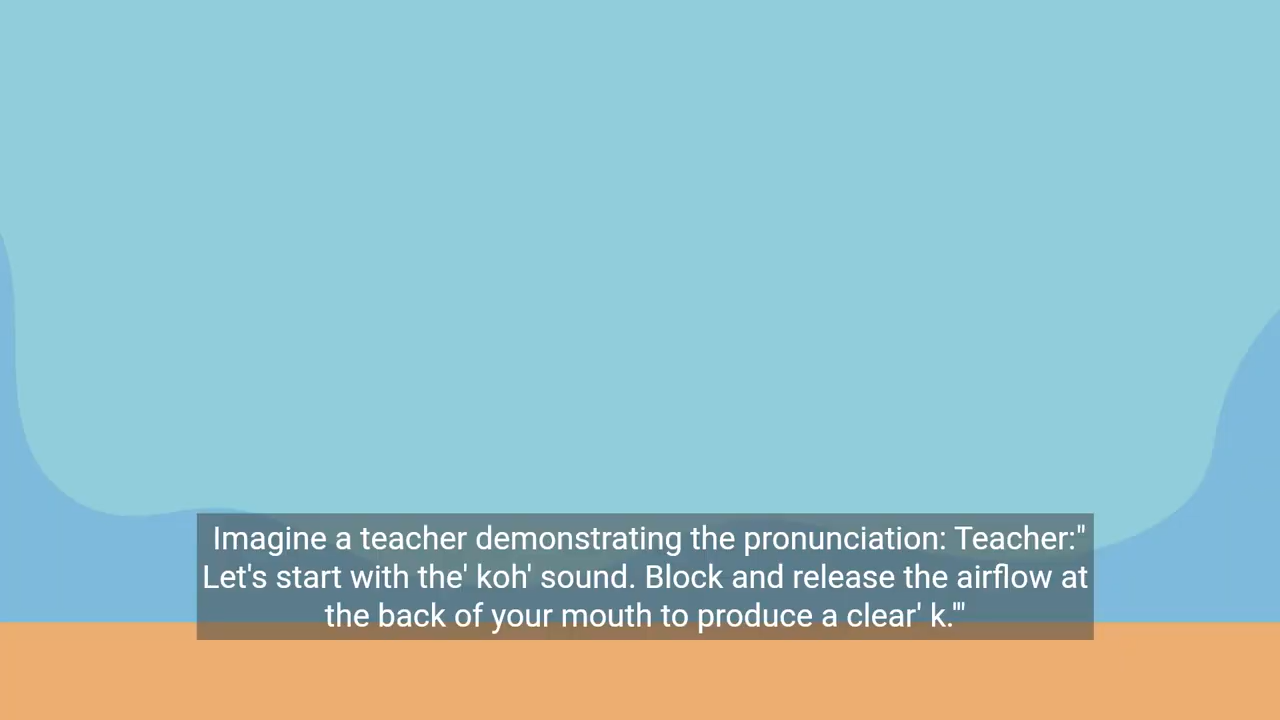 Imagine a teacher demonstrating the pronunciation: Teacher:"
Let's start with the' koh' sound. Block and release the airflow at
the back of your mouth to produce a clear' k.'"